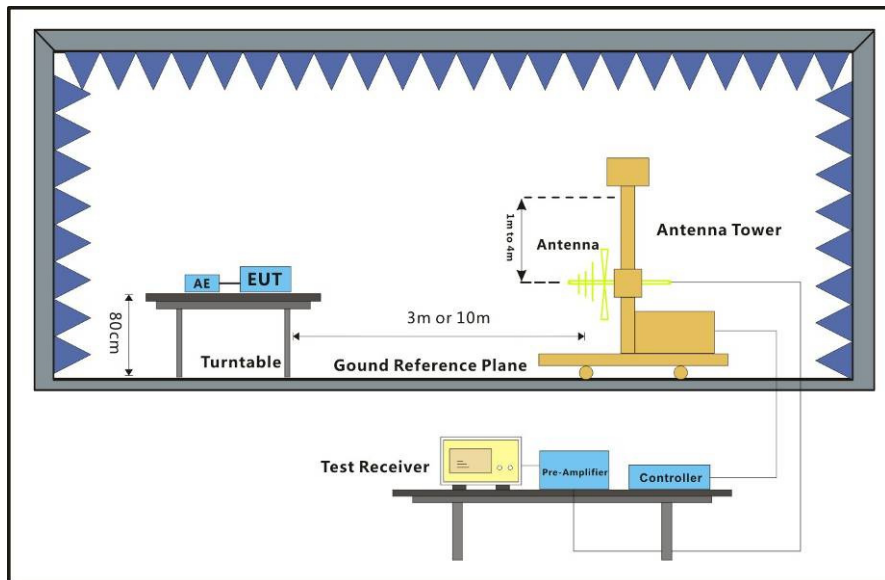 1m to 4m
Antenna
Antenna Tower
AE
EUT
80cm
3m or 10m
Turntable
Gound Reference Plane
Test Receiver
Pre-Amplifier
Controller